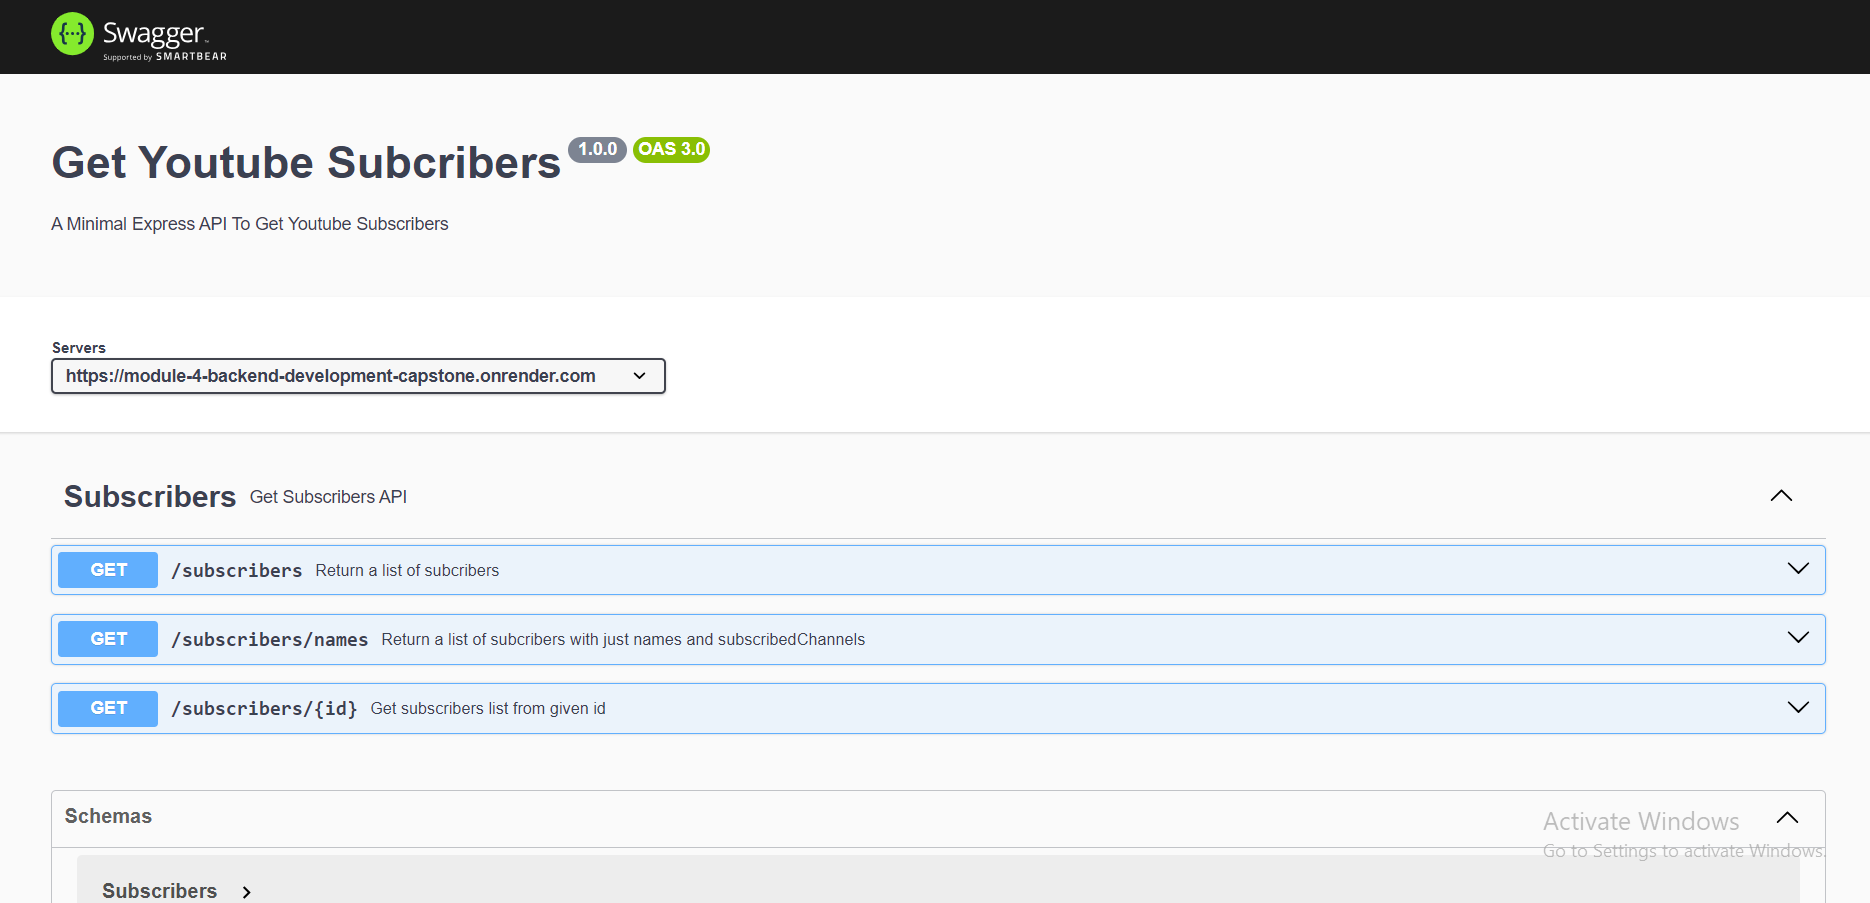 {···} Swagger™
Supported by SMARTBEAR
Get Youtube Subcribers 1.0.0 OAS 3.0
A Minimal Express API To Get Youtube Subscribers
Servers
https://module-4-backend-development-capstone.onrender.com
Subscribers Get Subscribers API
GET /subscribers Return a list of subcribers
GET /subscribers/names Return a list of subcribers with just names and subscribedChannels
GET /subscribers/{id} Get subscribers list from given id
Schemas
Activate Windows
Go to Settings to activate Windows.
Subscribers